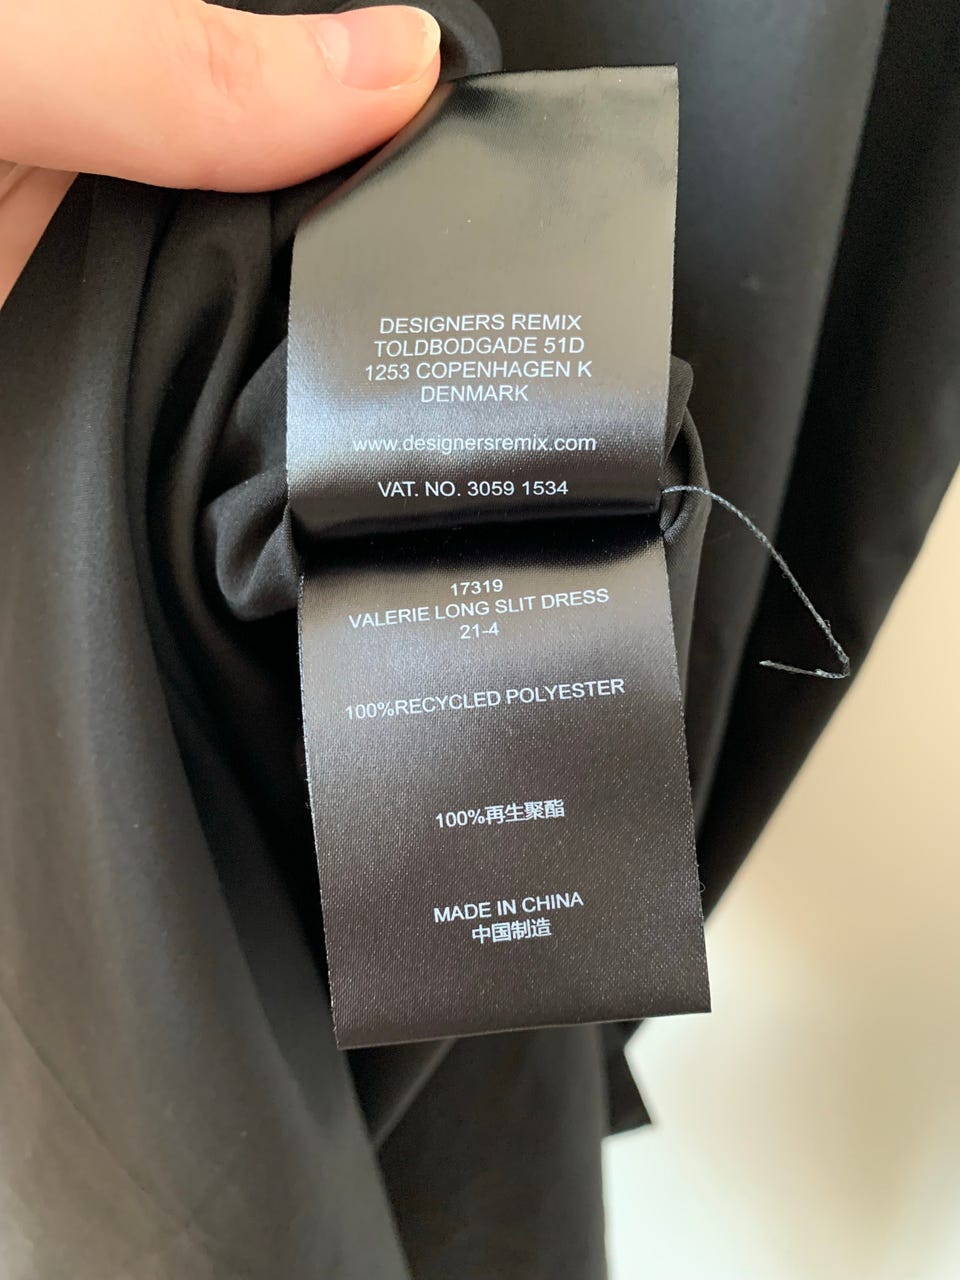 DESIGNERS REMIX
TOLDBODGADE 51D
1253 COPENHAGEN K
DENMARK
www.designersremix.com
VAT. NO. 3059 1534
17319
VALERIE LONG SLIT DRESS
21-4
100%RECYCLED POLYESTER
100%再生聚酯
MADE IN CHINA
中国制造